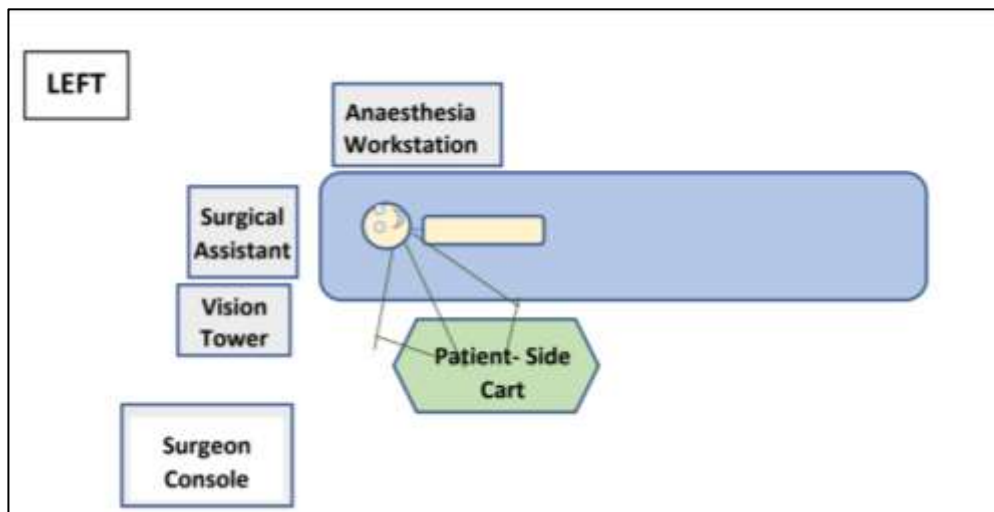 LEFT
Anaesthesia
Workstation
Surgical
Assistant
Vision
Tower
Patient- Side
Cart
Surgeon
Console